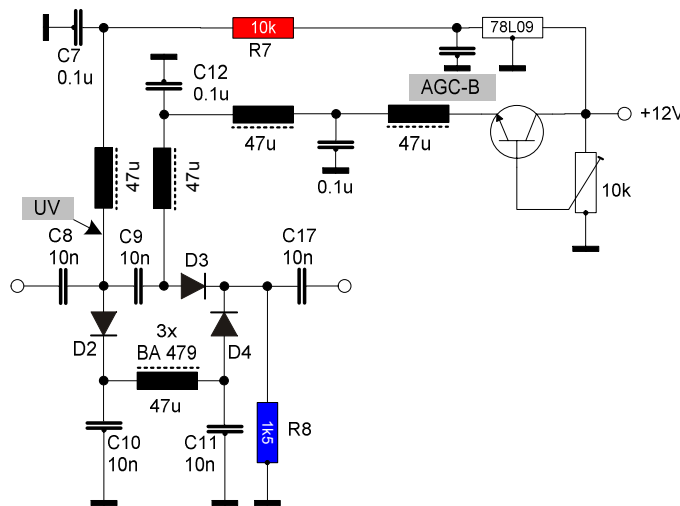 C7
0.1u
10k
R7
78L09
C12
0.1u
AGC-B
+12V
47u
47u
47u
47u
0.1u
10k
UV
C8
10n
C9
10n
D3
C17
10n
D2
3x
BA 479
D4
47u
C10
10n
C11
10n
1k5
R8